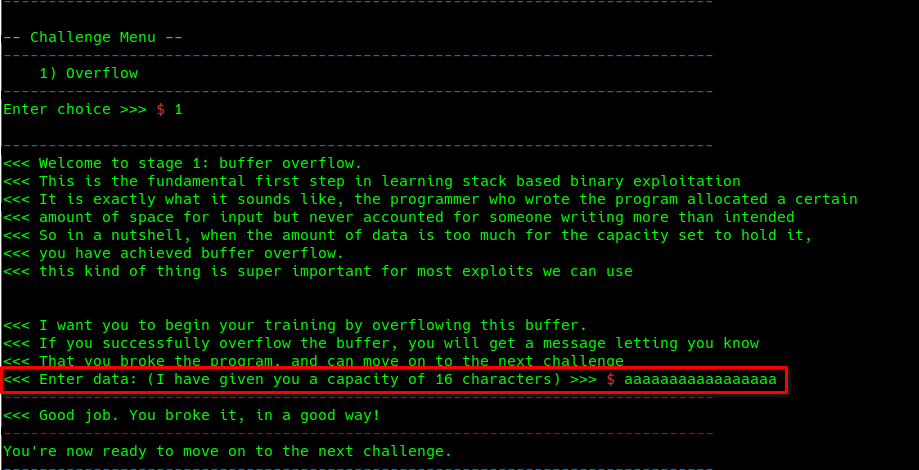 -------------------------------------------------------------------------------
-- Challenge Menu --
-------------------------------------------------------------------------------
    1) Overflow
-------------------------------------------------------------------------------
Enter choice >>> $ 1
-------------------------------------------------------------------------------
<<< Welcome to stage 1: buffer overflow.
<<< This is the fundamental first step in learning stack based binary exploitation
<<< It is exactly what it sounds like, the programmer who wrote the program allocated a certain
<<< amount of space for input but never accounted for someone writing more than intended
<<< So in a nutshell, when the amount of data is too much for the capacity set to hold it,
<<< you have achieved buffer overflow.
<<< this kind of thing is super important for most exploits we can use
<<< I want you to begin your training by overflowing this buffer.
<<< If you successfully overflow the buffer, you will get a message letting you know
<<< That you broke the program, and can move on to the next challenge
<<< Enter data: (I have given you a capacity of 16 characters) >>> $ aaaaaaaaaaaaaaaaa
-------------------------------------------------------------------------------
<<< Good job. You broke it, in a good way!
-------------------------------------------------------------------------------
You're now ready to move on to the next challenge.
-------------------------------------------------------------------------------